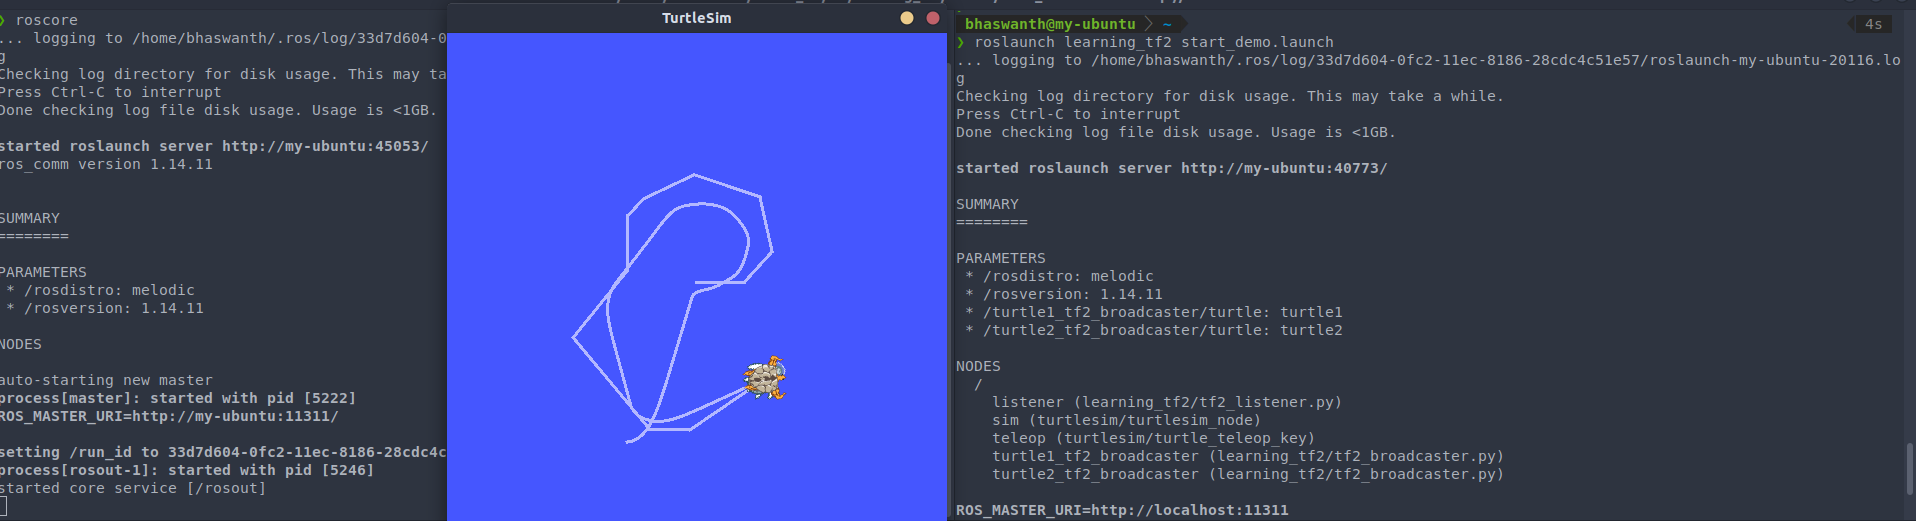 ❯ roscore
... logging to /home/bhaswanth/.ros/log/33d7d604-0
g
Checking log directory for disk usage. This may ta
Press Ctrl-C to interrupt
Done checking log file disk usage. Usage is <1GB.
started roslaunch server http://my-ubuntu:45053/
ros_comm version 1.14.11
SUMMARY
========
PARAMETERS
* /rosdistro: melodic
* /rosversion: 1.14.11
NODES
auto-starting new master
process[master]: started with pid [5222]
ROS_MASTER_URI=http://my-ubuntu:11311/
setting /run_id to 33d7d604-0fc2-11ec-8186-28cdc4c
process[rosout-1]: started with pid [5246]
started core service [/rosout]
TurtleSim
bhaswanth@my-ubuntu ~ 4s
❯ roslaunch learning_tf2 start_demo.launch
... logging to /home/bhaswanth/.ros/log/33d7d604-0fc2-11ec-8186-28cdc4c51e57/roslaunch-my-ubuntu-20116.lo
g
Checking log directory for disk usage. This may take a while.
Press Ctrl-C to interrupt
Done checking log file disk usage. Usage is <1GB.
started roslaunch server http://my-ubuntu:40773/
SUMMARY
========
PARAMETERS
* /rosdistro: melodic
* /rosversion: 1.14.11
* /turtle1_tf2_broadcaster/turtle: turtle1
* /turtle2_tf2_broadcaster/turtle: turtle2
NODES
/
listener (learning_tf2/tf2_listener.py)
sim (turtlesim/turtlesim_node)
teleop (turtlesim/turtle_teleop_key)
turtle1_tf2_broadcaster (learning_tf2/tf2_broadcaster.py)
turtle2_tf2_broadcaster (learning_tf2/tf2_broadcaster.py)
ROS_MASTER_URI=http://localhost:11311